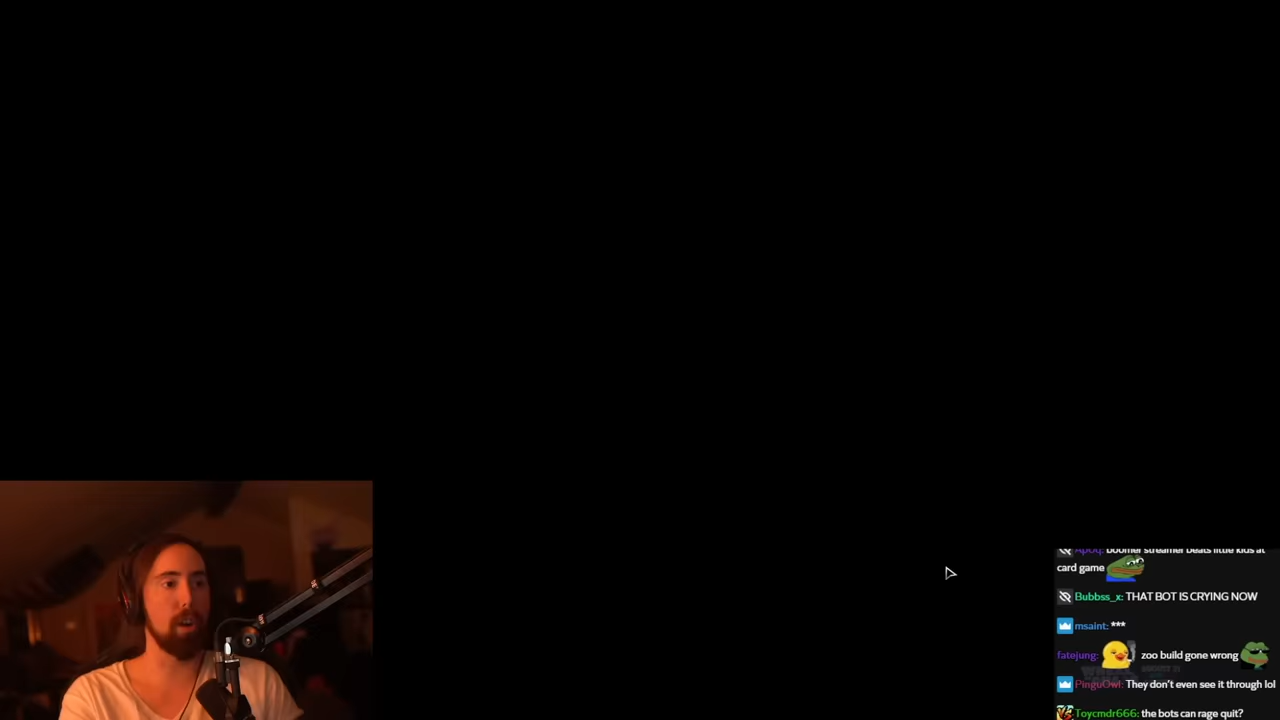 Apoq: boomer streamer beats little kids at
card game
Bubbss_x: THAT BOT IS CRYING NOW
msaint: ***
fatejung: zoo build gone wrong
PinguOwl: They don't even see it through lol
Toycmdr666: the bots can rage quit?